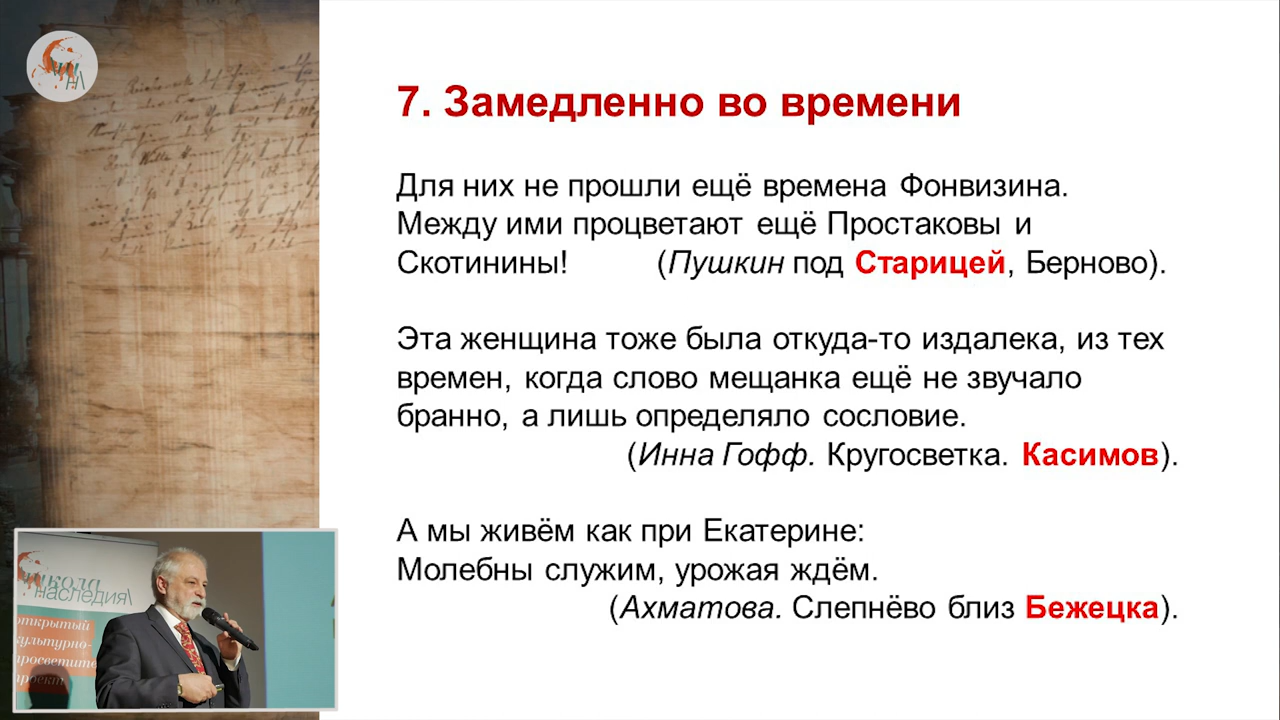 7. Замедленно во времени
Для них не прошли ещё времена Фонвизина.
Между ими процветают ещё Простаковы и
Скотинины! (Пушкин под Старицей, Берново).
Эта женщина тоже была откуда-то издалека, из тех
времен, когда слово мещанка ещё не звучало
бранно, а лишь определяло сословие.
(Инна Гофф. Кругосветка. Касимов).
А мы живём как при Екатерине:
Молебны служим, урожая ждём.
(Ахматова. Слепнёво близ Бежецка).
школа
наследия
открытый
культурно-
просветите
проект